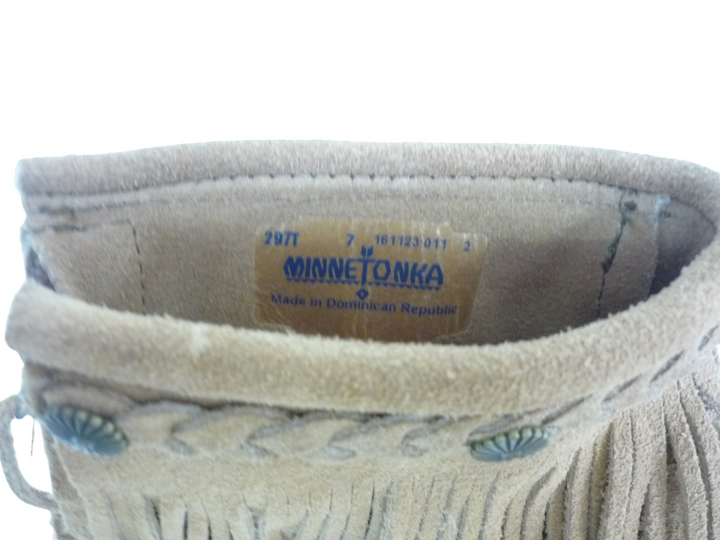 297T 7 161123 011 2
MINNETONKA
Made in Dominican Republic